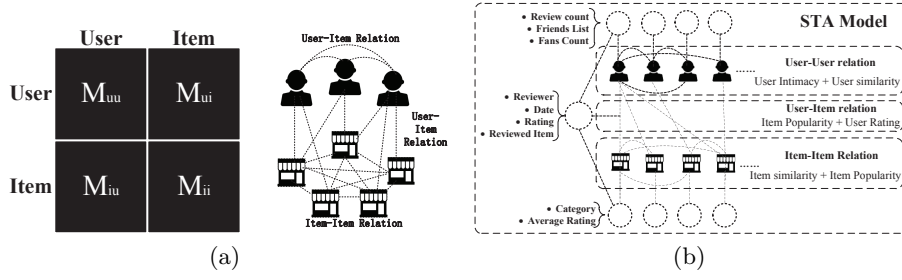 User Item
User
Item
Muu
Mui
Miu
Mii
User-Item Relation
User-Item
Relation
Item-Item Relation
(a)
STA Model
• Review count
• Friends List
• Fans Count
• Reviewer
• Date
• Rating
• Reviewed Item
• Category
• Average Rating
User-User relation
User Intimacy + User similarity
User-Item relation
Item Popularity + User Rating
Item-Item Relation
Item similarity + Item Popularity
(b)